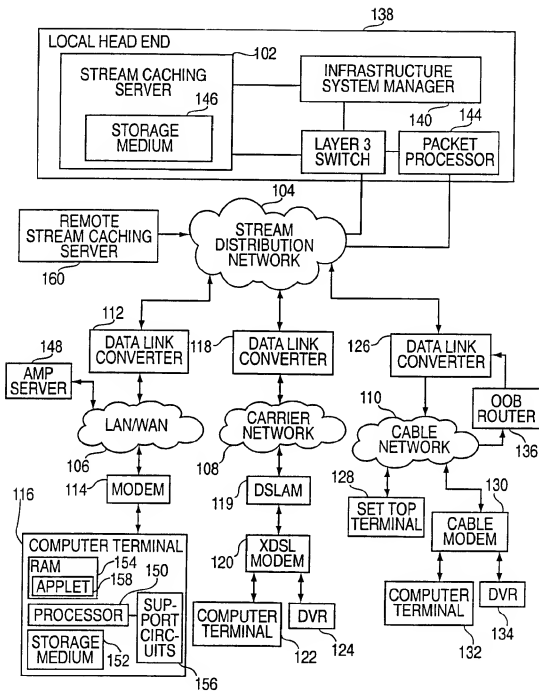 138
LOCAL HEAD END
102
STREAM CACHING
SERVER
146
STORAGE
MEDIUM
INFRASTRUCTURE
SYSTEM MANAGER
140
144
LAYER 3
SWITCH
PACKET
PROCESSOR
104
STREAM
DISTRIBUTION
NETWORK
REMOTE
STREAM CACHING
SERVER
160
112
DATA LINK
CONVERTER
118
DATA LINK
CONVERTER
126
DATA LINK
CONVERTER
148
AMP
SERVER
LAN/WAN
106
CARRIER
NETWORK
108
110
CABLE
NETWORK
OOB
ROUTER
136
114
MODEM
119
DSLAM
128
SET TOP
TERMINAL
130
CABLE
MODEM
116
COMPUTER TERMINAL
RAM
154
APPLET
158
150
PROCESSOR
STORAGE
MEDIUM
152
SUP-
PORT
CIRC-
UITS
156
120
XDSL
MODEM
COMPUTER
TERMINAL
122
DVR
124
COMPUTER
TERMINAL
132
DVR
134